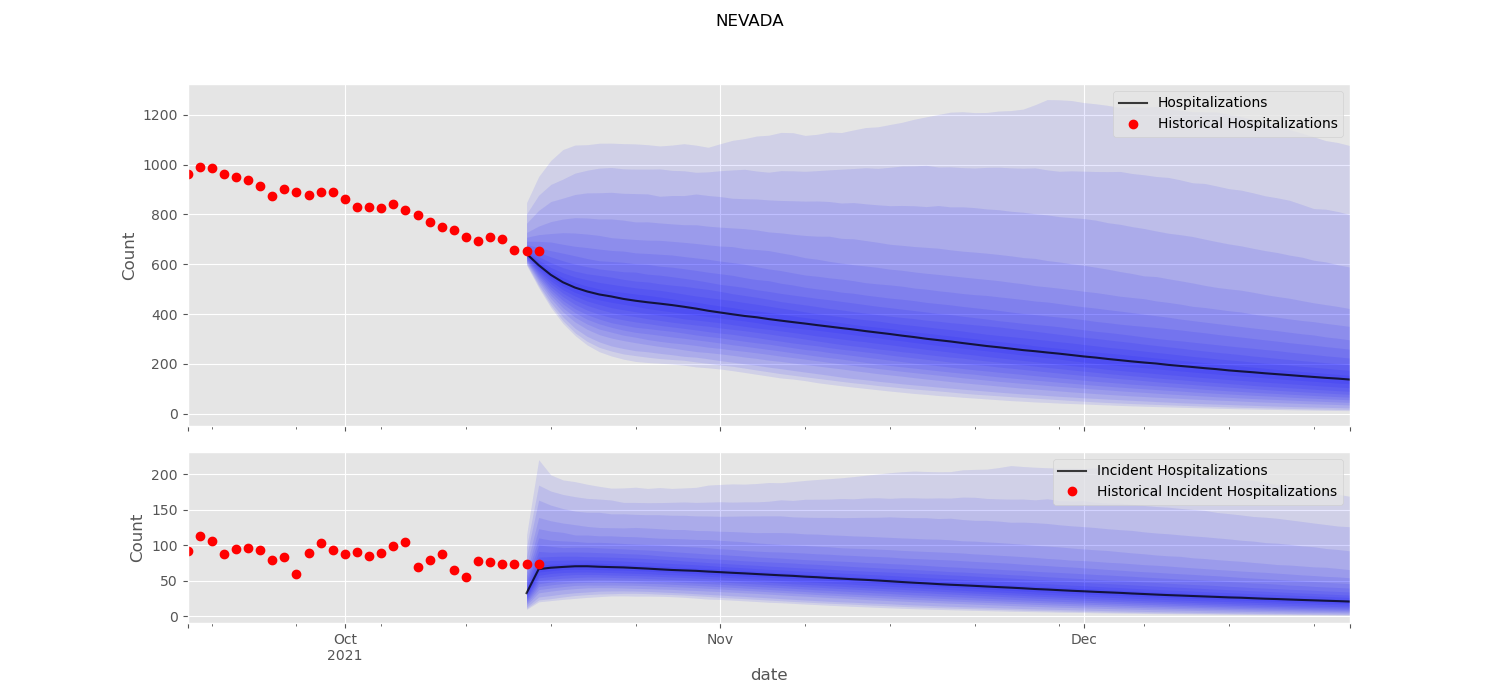 NEVADA
Count
1200
1000
800
600
400
200
0
Hospitalizations
Historical Hospitalizations
Count
200
150
100
50
0
Incident Hospitalizations
Historical Incident Hospitalizations
Oct
2021
Nov
Dec
date